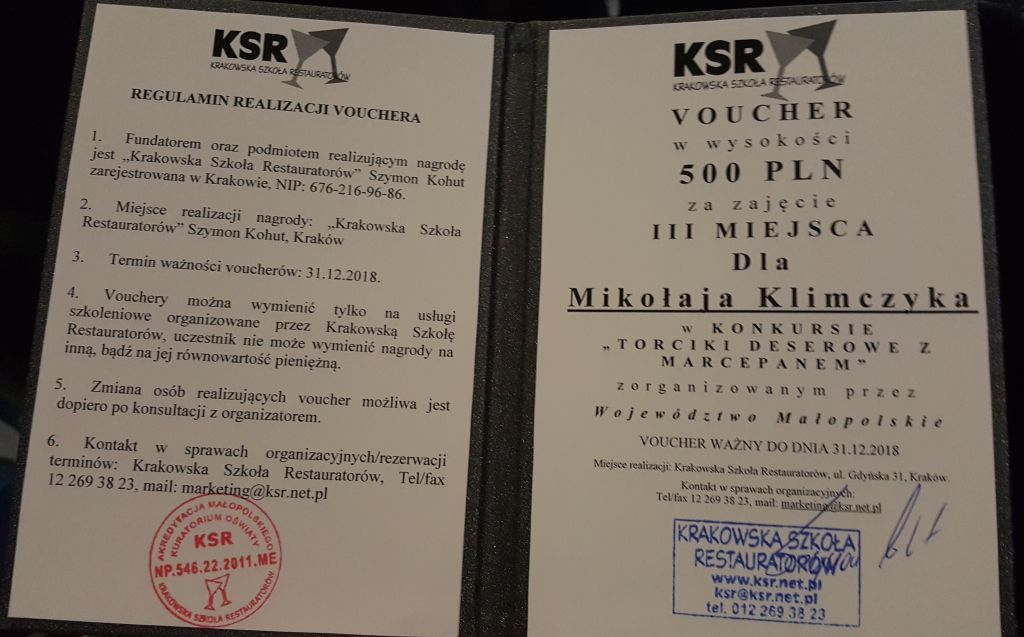 KSR
KRAKOWSKA SZKOŁA RESTAURATORÓW
REGULAMIN REALIZACJI VOUCHERA
1. Fundatorem oraz podmiotem realizującym nagrodę
jest „Krakowska Szkoła Restauratorów” Szymon Kohut
zarejestrowana w Krakowie, NIP: 676-216-96-86.
2. Miejsce realizacji nagrody: „Krakowska Szkoła
Restauratorów” Szymon Kohut, Kraków
3. Termin ważności voucherów: 31.12.2018.
4. Vouchery można wymienić tylko na usługi
szkoleniowe organizowane przez Krakowską Szkołę
Restauratorów, uczestnik nie może wymienić nagrody na
inną, bądź na jej równowartość pieniężną.
5. Zmiana osób realizujących voucher możliwa jest
dopiero po konsultacji z organizatorem.
6. Kontakt w sprawach organizacyjnych/rezerwacji
terminów: Krakowska Szkoła Restauratorów, Tel/fax
12 269 38 23, mail: marketing@ksr.net.pl
AKREDYTACJA MAŁOPOLSKIEGO
KURATORIUM OŚWIATY
KSR
NP.546.22.2011.ME
KRAKOWSKA SZKOŁA RESTAURATORÓW
KSR
KRAKOWSKA SZKOŁA RESTAURATORÓW
VOUCHER
w wysokości
500 PLN
za zajęcie
III MIEJSCA
Dla
Mikołaja Klimczyka
w KONKURSIE
„TORCIKI DESEROWE Z
MARCEPANEM”
zorganizowanym przez
Województwo Małopolskie
VOUCHER WAŻNY DO DNIA 31.12.2018
Miejsce realizacji: Krakowska Szkoła Restauratorów, ul. Gdyńska 31, Kraków.
Kontakt w sprawach organizacyjnych:
Tel/fax 12 269 38 23, mail: marketing@ksr.net.pl
KRAKOWSKA SZKOŁA
RESTAURATORÓW
www.ksr.net.pl
ksr@ksr.net.pl
tel. 012 269 38 23